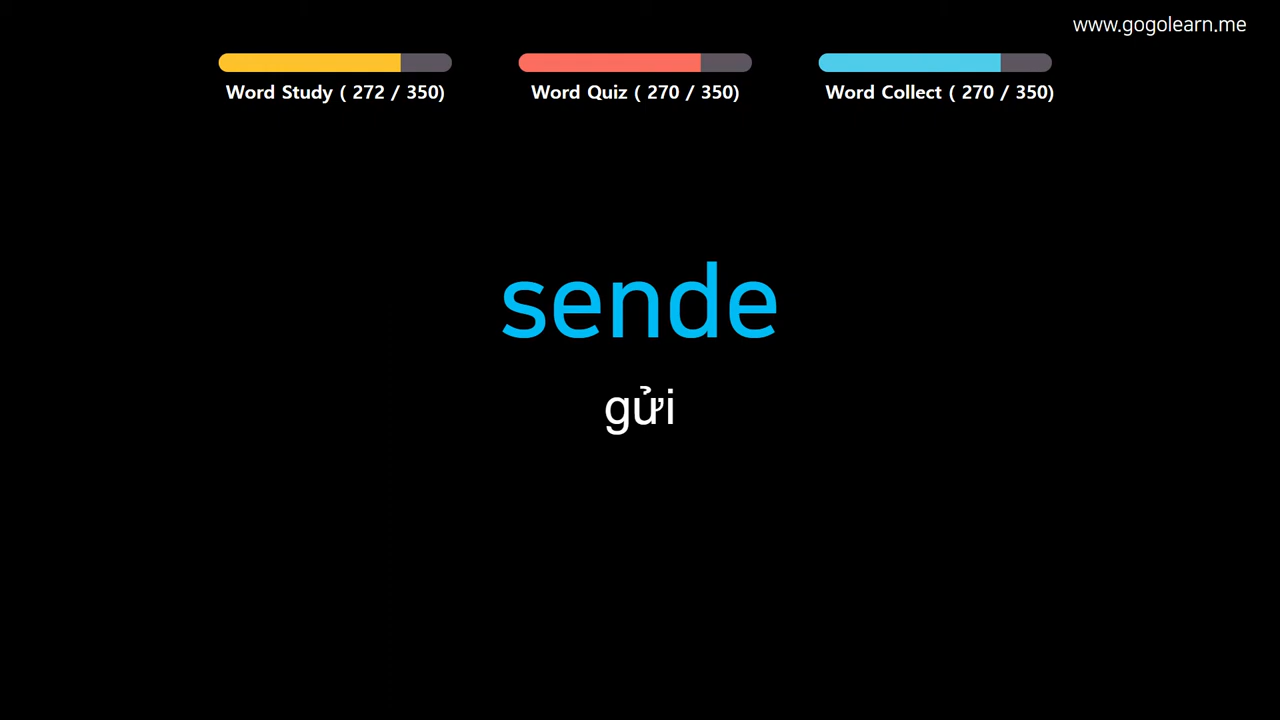 www.gogolearn.me
Word Study ( 272 / 350)
Word Quiz ( 270 / 350)
Word Collect ( 270 / 350)
sende
gửi